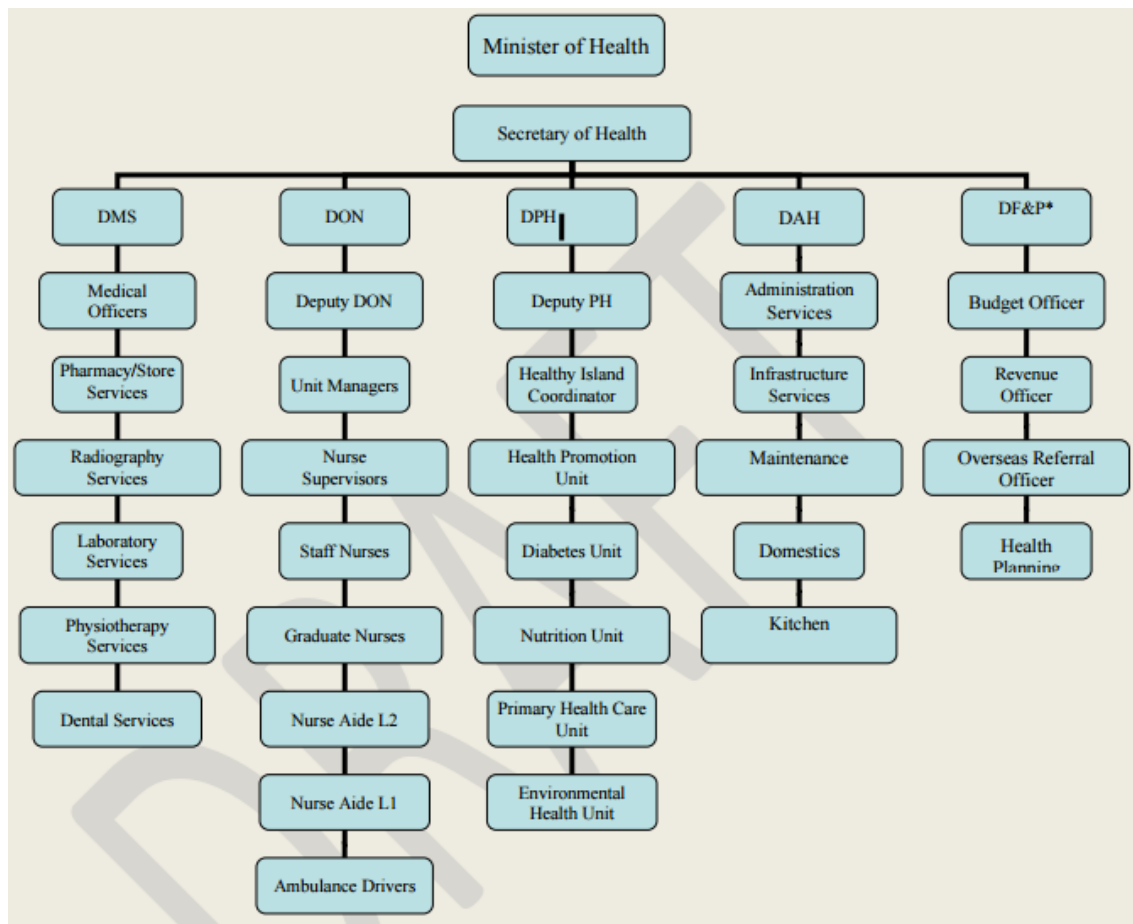 Minister of Health
Secretary of Health
DMS
DON
DPH
DAH
DF&P*
Medical
Officers
Deputy DON
Deputy PH
Administration
Services
Budget Officer
Pharmacy/Store
Services
Unit Managers
Healthy Island
Coordinator
Infrastructure
Services
Revenue
Officer
Radiography
Services
Nurse
Supervisors
Health Promotion
Unit
Maintenance
Overseas Referral
Officer
Laboratory
Services
Staff Nurses
Diabetes Unit
Domestics
Health
Planning
Physiotherapy
Services
Graduate Nurses
Nutrition Unit
Kitchen
Dental Services
Nurse Aide L2
Primary Health Care
Unit
Nurse Aide L1
Environmental
Health Unit
Ambulance Drivers
DRAFT